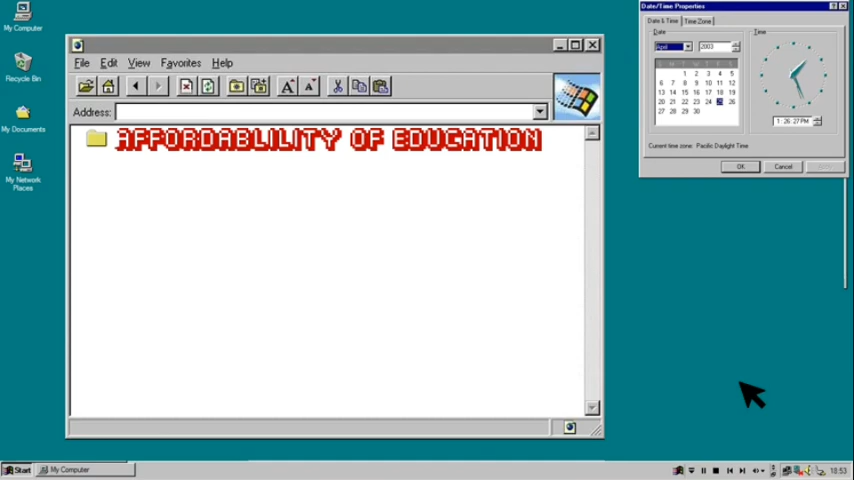 My Computer
Recycle Bin
My Documents
My Network
Places
File Edit View Favorites Help
Address:
AFFORDABLILITY OF EDUCATION
Date/Time Properties
Date & Time Time Zone
Date
April 2003
1 2 3 4 5
6 7 8 9 10 11 12
13 14 15 16 17 18 19
20 21 22 23 24 25 26
27 28 29 30
Time
1:26:27 PM
Current time zone: Pacific Daylight Time
OK Cancel
Start My Computer
18:53